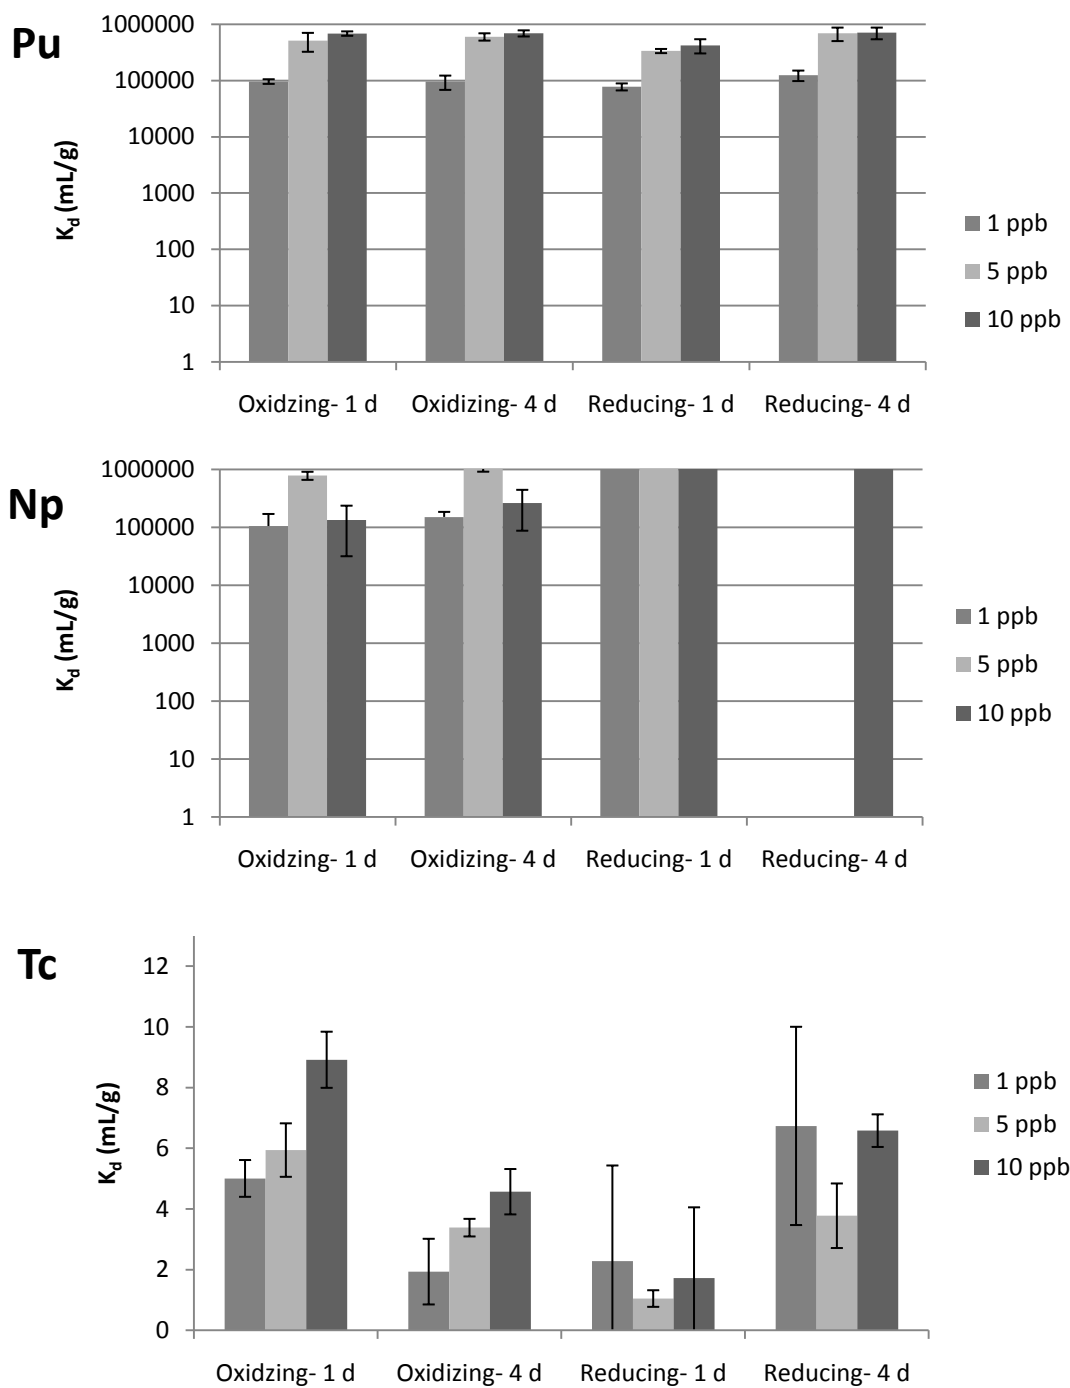 Pu
1000000
100000
10000
1000
100
10
1
Kd (mL/g)
Oxidzing- 1 d
Oxidizing- 4 d
Reducing- 1 d
Reducing- 4 d
1 ppb
5 ppb
10 ppb
Np
1000000
100000
10000
1000
100
10
1
Kd (mL/g)
Oxidzing- 1 d
Oxidizing- 4 d
Reducing- 1 d
Reducing- 4 d
1 ppb
5 ppb
10 ppb
Tc
12
10
8
6
4
2
0
Kd (mL/g)
Oxidzing- 1 d
Oxidizing- 4 d
Reducing- 1 d
Reducing- 4 d
1 ppb
5 ppb
10 ppb